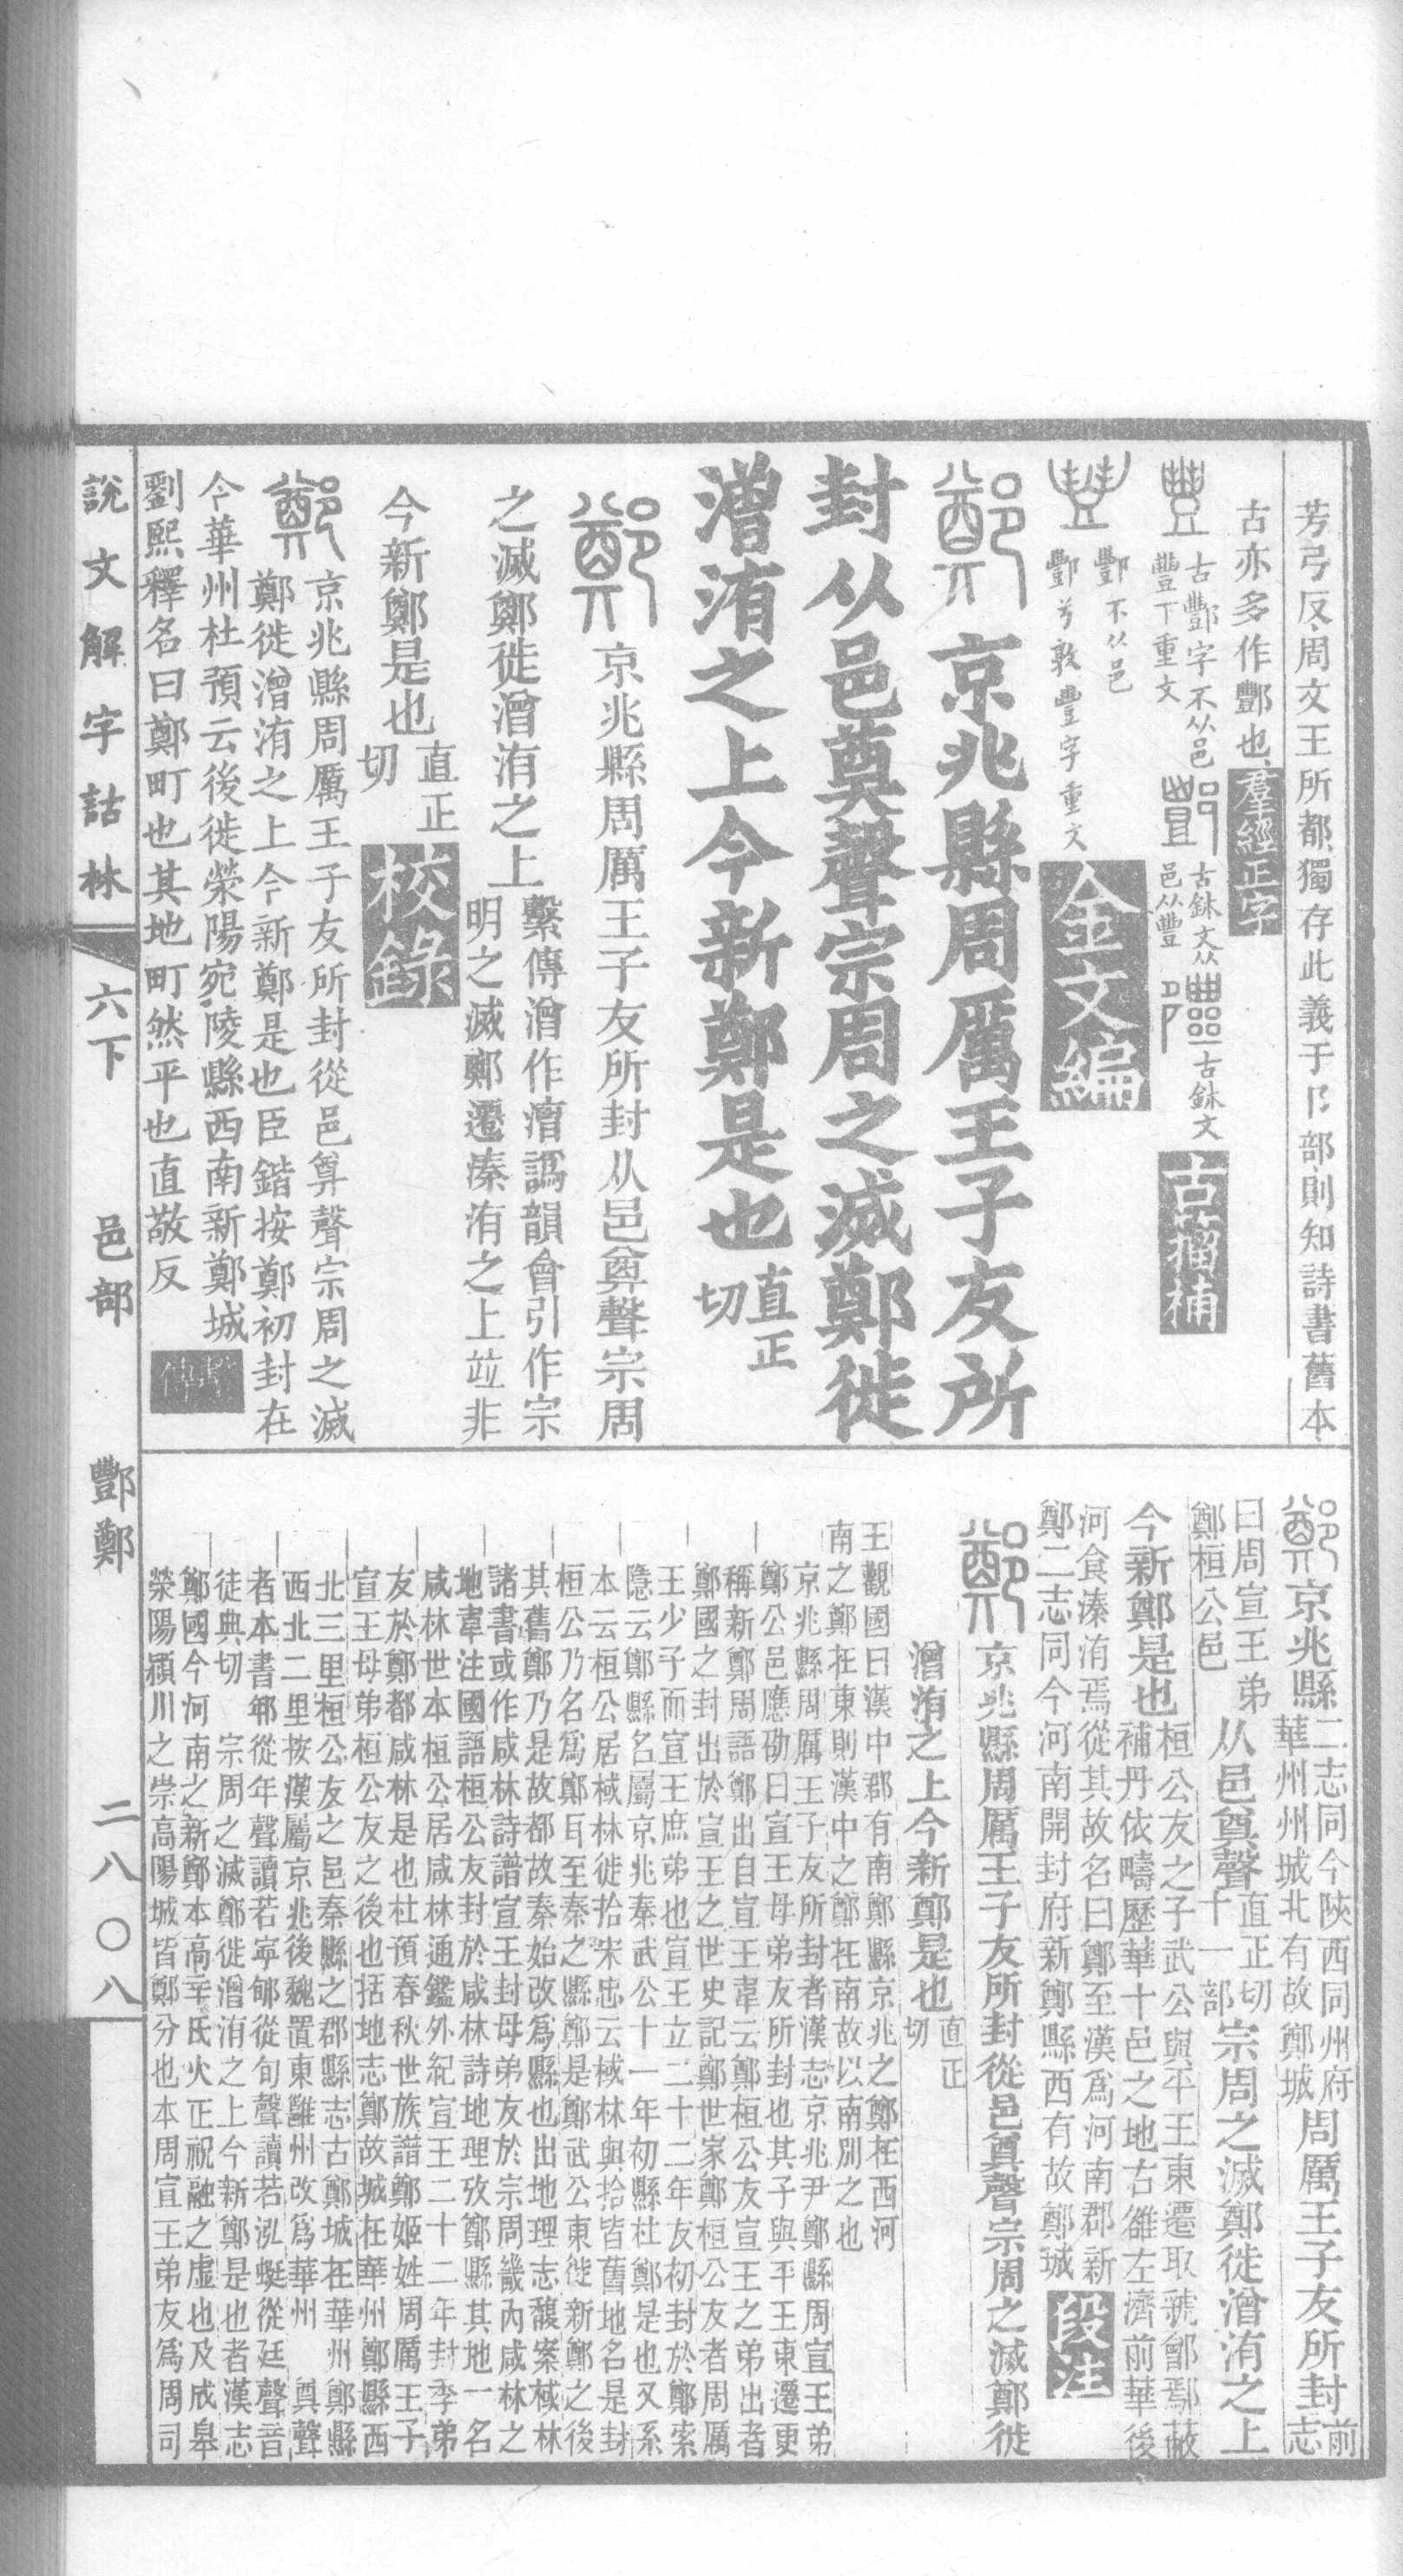 芳弓反周文王所都獨存此義于阝部則知詩書舊本
古亦多作酆也羣經正字
古酆字不从邑
豐下重文
古鉥文从
邑从豐
古鉥文
古籀補
酆不从邑
酆兮敦豐字重文
金文編
京兆縣周厲王子友所
封从邑奠聲宗周之滅鄭徙
潧洧之上今新鄭是也直正
切
京兆縣周厲王子友所封从邑奠聲宗周
之滅鄭徙潧洧之上繫傳潧作㵐譌韻會引作宗
明之滅鄭遷溱洧之上竝非
今新鄭是也直正
切
校錄
京兆縣周厲王子友所封從邑奠聲宗周之滅
鄭徙潧洧之上今新鄭是也臣鍇按鄭初封在
今華州杜預云後徙滎陽宛陵縣西南新鄭城
劉熙釋名曰鄭町也其地町然平也直敬反
繫傳
京兆縣二志同今陝西同州府
華州州城北有故鄭城
周厲王子友所封前
志
曰周宣王弟
鄭桓公邑
从邑奠聲直正切
十一部
宗周之滅鄭徙潧洧之上
今新鄭是也桓公友之子武公與平王東遷取虢鄶鄢蔽
補丹依疇歷華十邑之地右雒左濟前華後
河食溱洧焉從其故名曰鄭至漢爲河南郡新
鄭二志同今河南開封府新鄭縣西有故鄭城
段注
京兆縣周厲王子友所封從邑奠聲宗周之滅鄭徙
潧洧之上今新鄭是也直正
切
王觀國曰漢中郡有南鄭縣京兆之鄭在西河
南之鄭在東則漢中之鄭在南故以南別之也
京兆縣周厲王子友所封者漢志京兆尹鄭縣周宣王弟
鄭公邑應劭曰宣王母弟友所封也其子與平王東遷更
稱新鄭周語鄭出自宣王韋云鄭桓公友宣王之弟出者
鄭國之封出於宣王之世史記鄭世家鄭桓公友者周厲
王少子而宣王庶弟也宣王立二十二年友初封於鄭索
隱云鄭縣名屬京兆秦武公十一年初縣杜鄭是也又系
本云桓公居棫林徙拾宋忠云棫林與拾皆舊地名是封
桓公乃名爲鄭耳至秦之縣鄭是鄭武公東徙新鄭之後
其舊鄭乃是故都故秦始改爲縣也出地理志馥案棫林
諸書或作咸林詩譜宣王封母弟友於宗周畿內咸林之
地韋注國語桓公友封於咸林詩地理攷鄭縣其地一名
咸林世本桓公居咸林通鑑外紀宣王二十二年封季弟
友於鄭都咸林是也杜預春秋世族譜鄭姬姓周厲王子
宣王母弟桓公友之後也括地志鄭故城在華州鄭縣西
北三里桓公友之邑秦縣之郡縣志古鄭城在華州鄭縣
西北二里按漢屬京兆後魏置東雝州改爲華州 奠聲
者本書䣢從年聲讀若寧郇從旬聲讀若泓蜓從廷聲音
徒典切 宗周之滅鄭徙潧洧之上今新鄭是也者漢志
鄭國今河南之新鄭本高辛氏火正祝融之虛也及成皋
滎陽潁川之崇高陽城皆鄭分也本周宣王弟友爲周司
說文解字詁林 六下 邑部 酆鄭 二八〇八